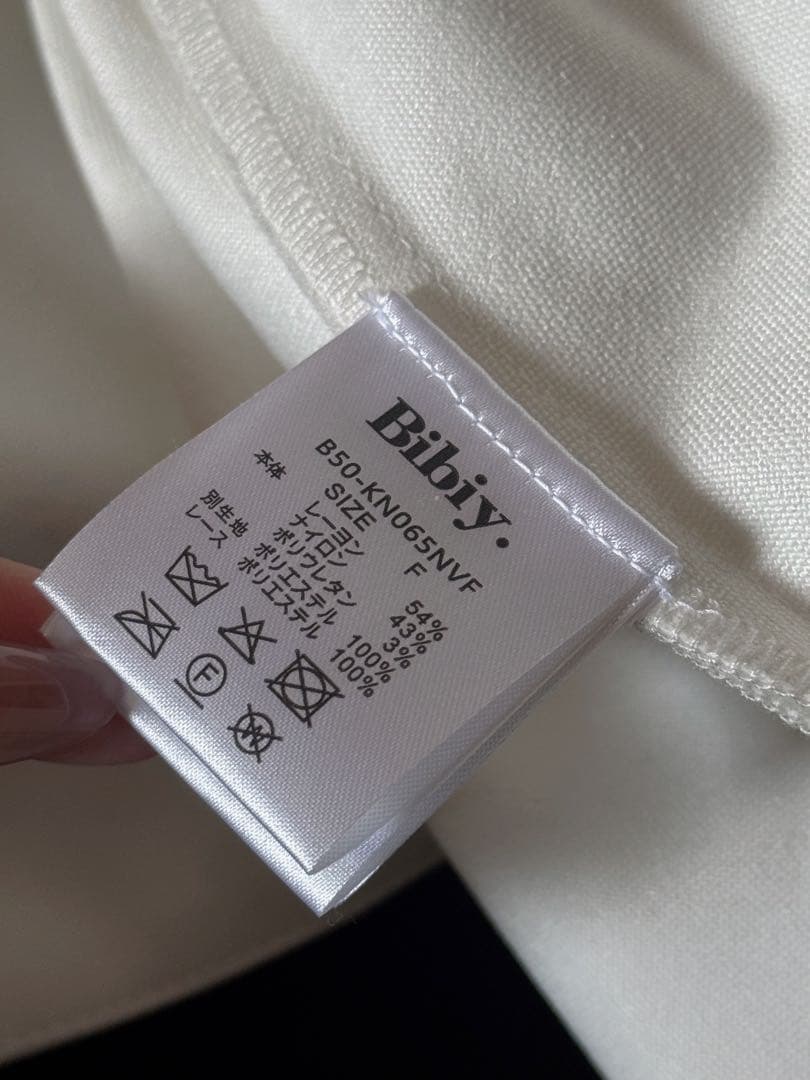 Bibiy.
B50-KN065NVF
SIZE F
本体 レーヨン 54%
ナイロン 43%
ポリウレタン 3%
別生地 ポリエステル 100%
レース ポリエステル 100%
F
W